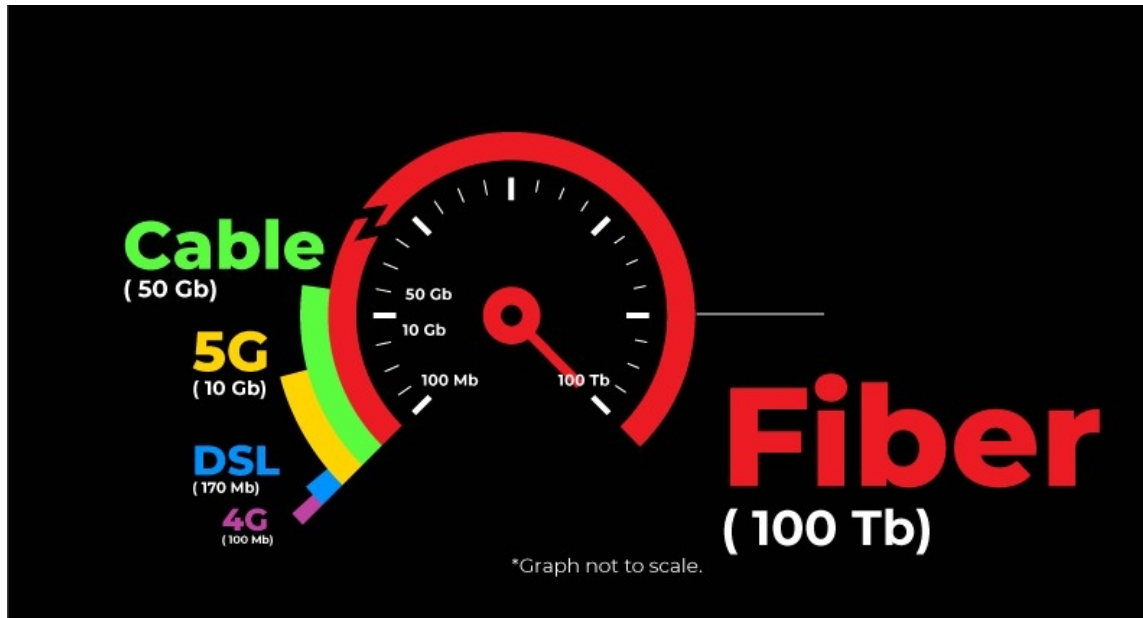 Cable
( 50 Gb)
5G
( 10 Gb)
DSL
( 170 Mb)
4G
( 100 Mb)
50 Gb
10 Gb
100 Mb
100 Tb
Fiber
( 100 Tb)
*Graph not to scale.